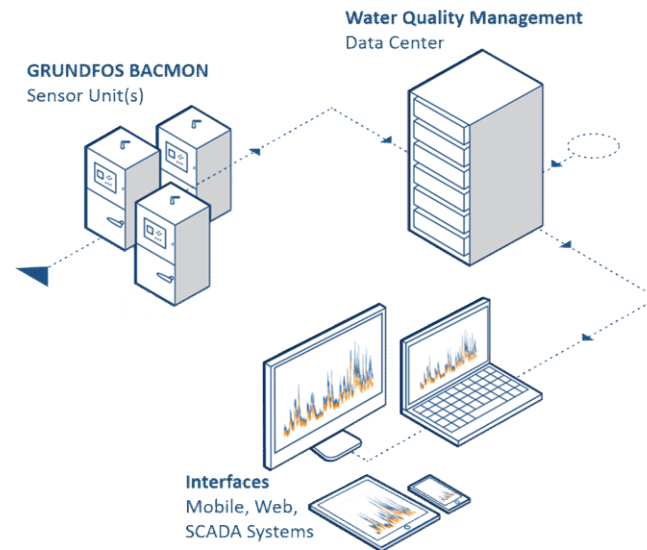 Water Quality Management
Data Center
GRUNDFOS BACMON
Sensor Unit(s)
Interfaces
Mobile, Web,
SCADA Systems